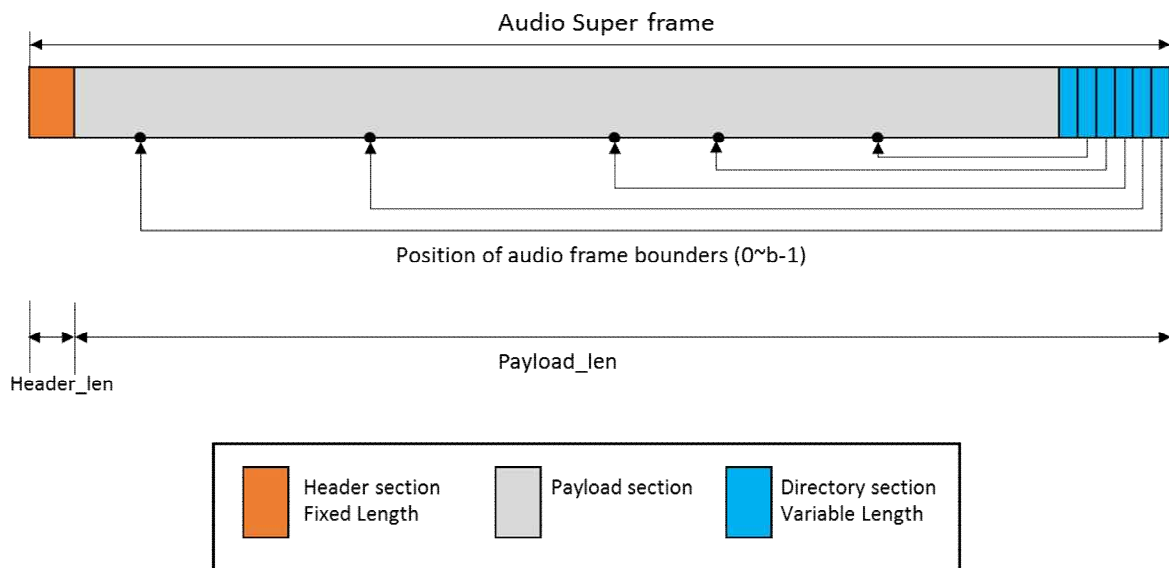 Audio Super frame
Position of audio frame bounders (0~b-1)
Payload_len
Header_len
Header section
Fixed Length
Payload section
Directory section
Variable Length